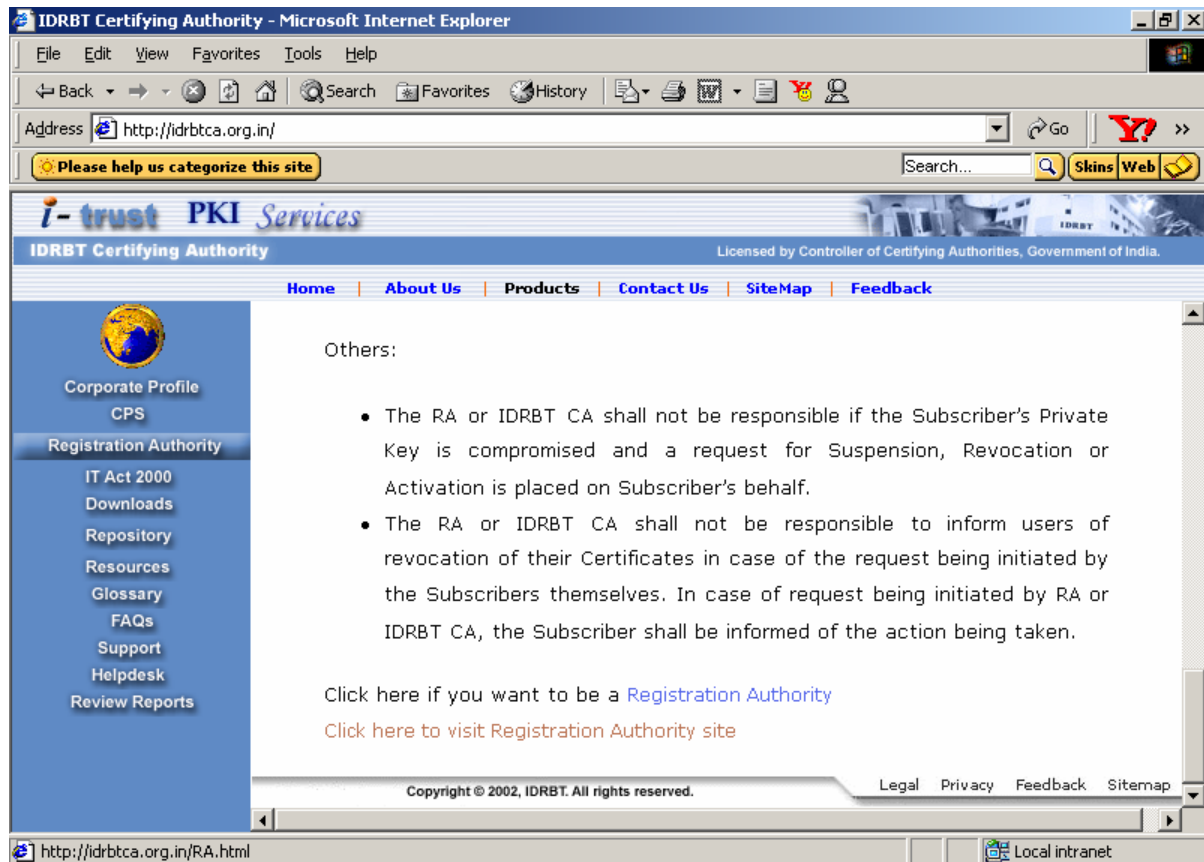 IDRBT Certifying Authority - Microsoft Internet Explorer
File Edit View Favorites Tools Help
Back Search Favorites History
Address http://idrbtca.org.in/ Go Y! »
Please help us categorize this site Search... Skins Web
i- trust PKI Services
IDRBT
IDRBT Certifying Authority Licensed by Controller of Certifying Authorities, Government of India.
Home | About Us | Products | Contact Us | SiteMap | Feedback
Corporate Profile
CPS
Registration Authority
IT Act 2000
Downloads
Repository
Resources
Glossary
FAQs
Support
Helpdesk
Review Reports
Others:
• The RA or IDRBT CA shall not be responsible if the Subscriber's Private
Key is compromised and a request for Suspension, Revocation or
Activation is placed on Subscriber's behalf.
• The RA or IDRBT CA shall not be responsible to inform users of
revocation of their Certificates in case of the request being initiated by
the Subscribers themselves. In case of request being initiated by RA or
IDRBT CA, the Subscriber shall be informed of the action being taken.
Click here if you want to be a Registration Authority
Click here to visit Registration Authority site
Copyright © 2002, IDRBT. All rights reserved. Legal Privacy Feedback Sitemap
http://idrbtca.org.in/RA.html Local intranet